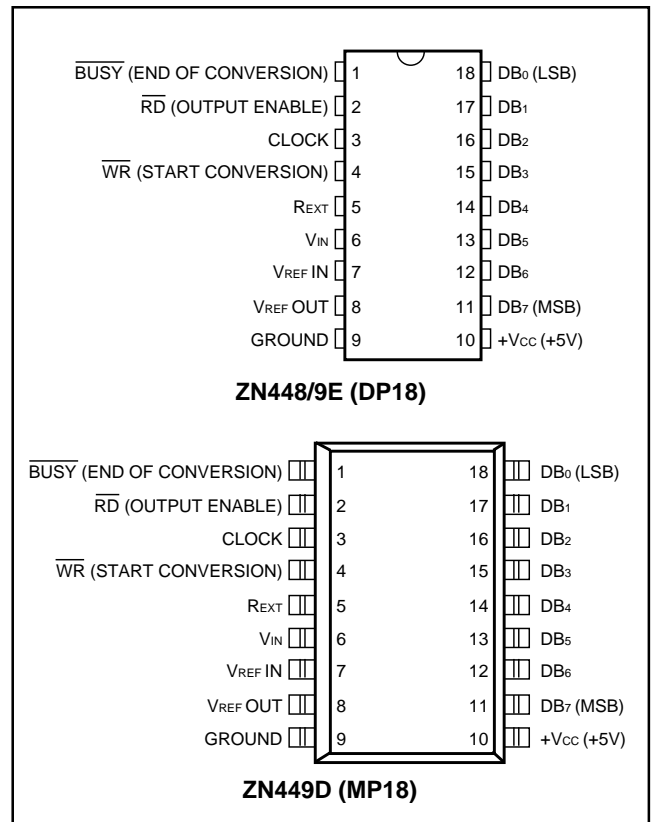 BUSY (END OF CONVERSION) 1 18 DB0 (LSB)
RD (OUTPUT ENABLE) 2 17 DB1
CLOCK 3 16 DB2
WR (START CONVERSION) 4 15 DB3
REXT 5 14 DB4
VIN 6 13 DB5
VREF IN 7 12 DB6
VREF OUT 8 11 DB7 (MSB)
GROUND 9 10 +VCC (+5V)
ZN448/9E (DP18)
BUSY (END OF CONVERSION) 1 18 DB0 (LSB)
RD (OUTPUT ENABLE) 2 17 DB1
CLOCK 3 16 DB2
WR (START CONVERSION) 4 15 DB3
REXT 5 14 DB4
VIN 6 13 DB5
VREF IN 7 12 DB6
VREF OUT 8 11 DB7 (MSB)
GROUND 9 10 +VCC (+5V)
ZN449D (MP18)